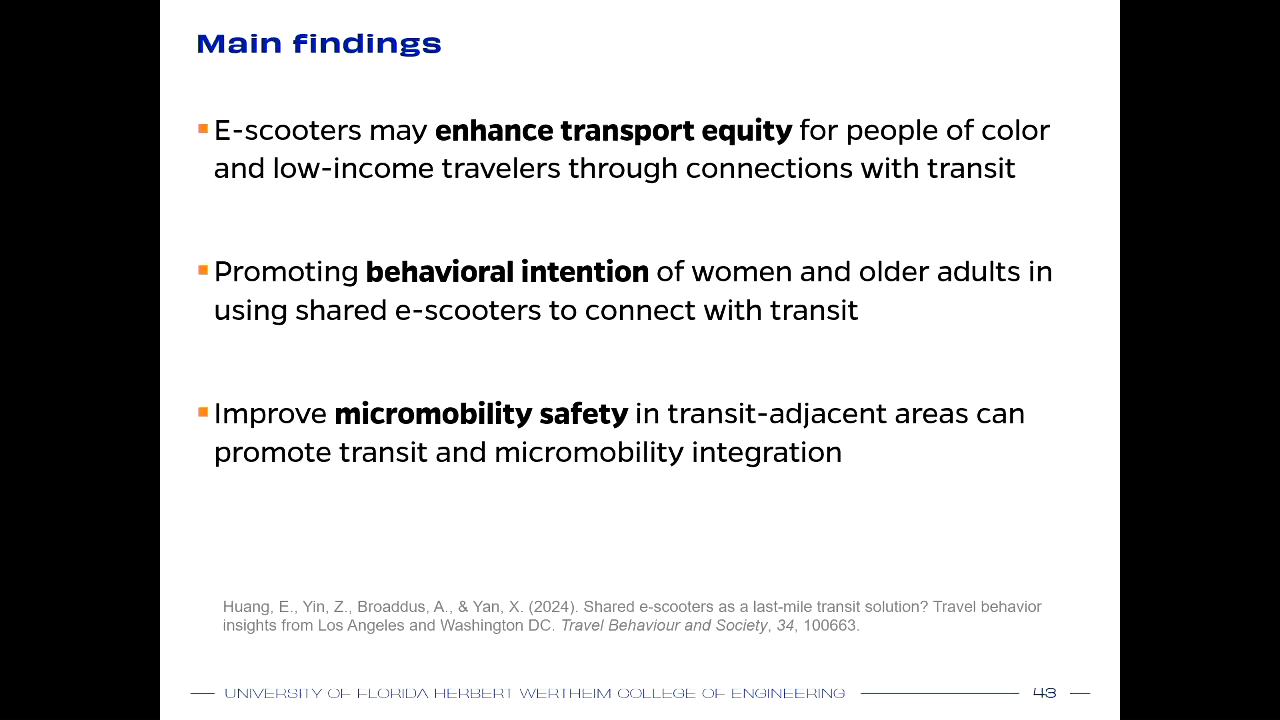 Main findings
E-scooters may enhance transport equity for people of color
and low-income travelers through connections with transit
Promoting behavioral intention of women and older adults in
using shared e-scooters to connect with transit
Improve micromobility safety in transit-adjacent areas can
promote transit and micromobility integration
Huang, E., Yin, Z., Broaddus, A., & Yan, X. (2024). Shared e-scooters as a last-mile transit solution? Travel behavior
insights from Los Angeles and Washington DC. Travel Behaviour and Society, 34, 100663.
UNIVERSITY OF FLORIDA HERBERT WERTHEIM COLLEGE OF ENGINEERING 43